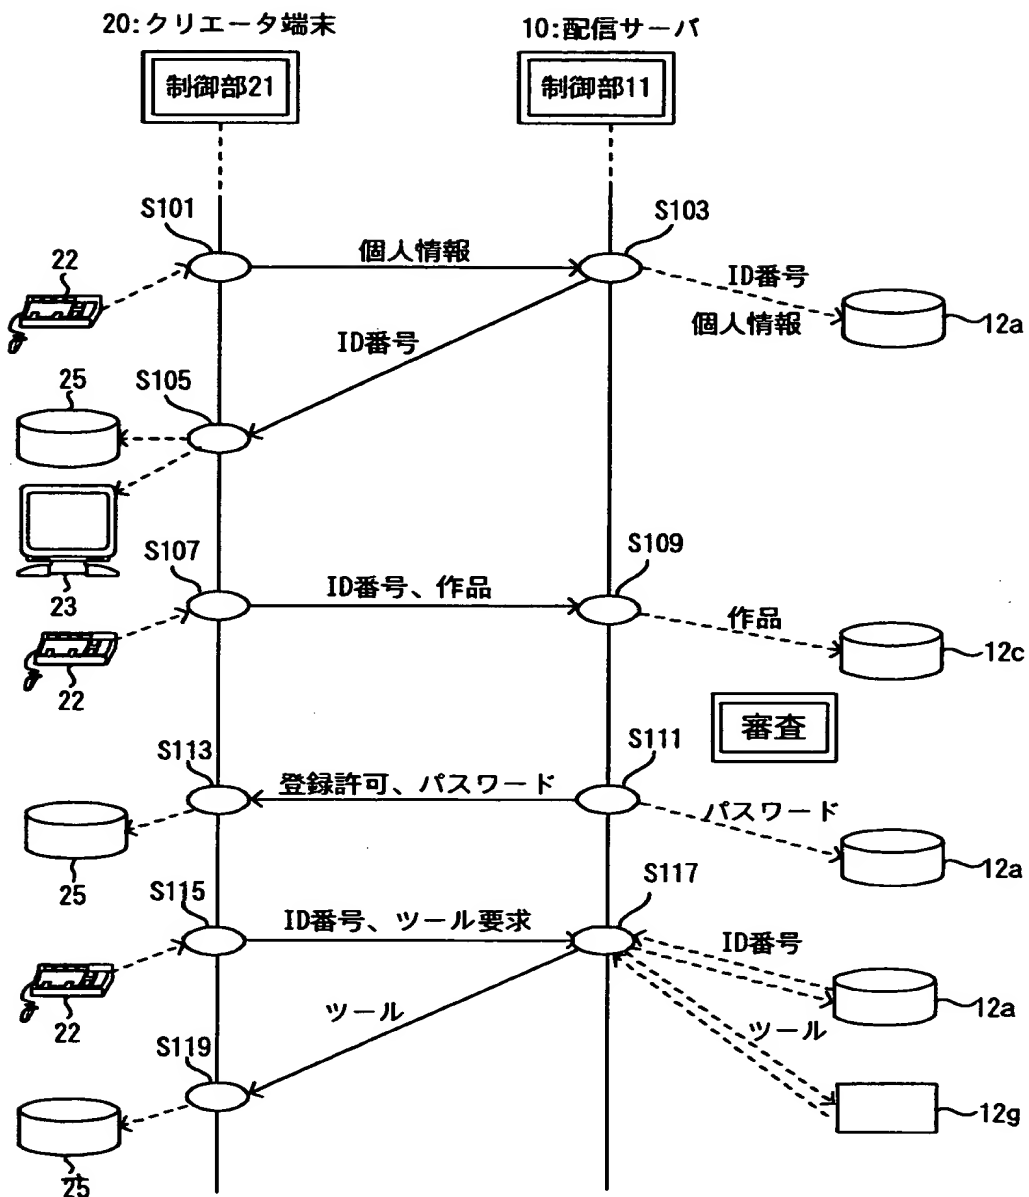 20:クリエータ端末
10:配信サーバ
制御部21
制御部11
S101
S103
個人情報
22
ID番号
個人情報
12a
ID番号
25
S105
S107
S109
ID番号、作品
23
作品
12c
22
審査
S113
S111
登録許可、パスワード
パスワード
25
12a
S115
S117
ID番号、ツール要求
ID番号
22
12a
ツール
ツール
S119
12g
25